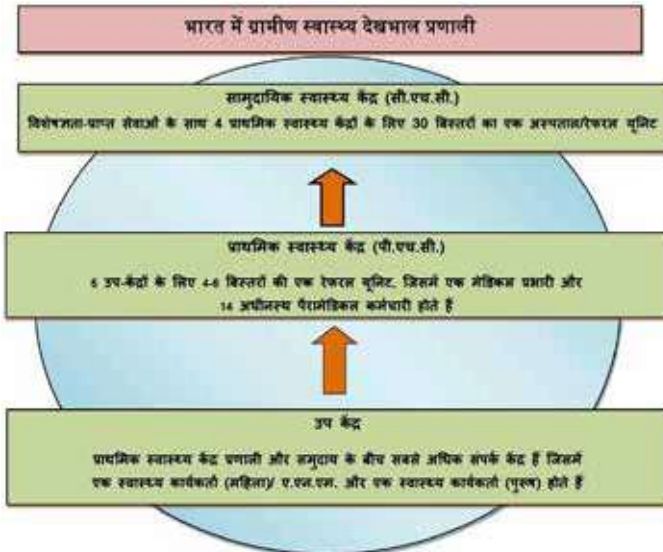 भारत में ग्रामीण स्वास्थ्य देखभाल प्रणाली
सामुदायिक स्वास्थ्य केंद्र (सी.एच.सी.)
विशेषज्ञता-प्राप्त सेवाओं के साथ 4 प्राथमिक स्वास्थ्य केंद्रों के लिए 30 बिस्तरों का एक अस्पताल/रेफरल यूनिट
प्राथमिक स्वास्थ्य केंद्र (पी.एच.सी.)
6 उप-केंद्रों के लिए 4-6 बिस्तरों की एक रेफरल यूनिट, जिसमें एक मेडिकल प्रभारी और
14 अधीनस्थ पैरामेडिकल कर्मचारी होते हैं
उप केंद्र
प्राथमिक स्वास्थ्य केंद्र प्रणाली और समुदाय के बीच सबसे अधिक संपर्क केंद्र हैं जिसमें
एक स्वास्थ्य कार्यकर्ता (महिला)/ ए.एन.एम. और एक स्वास्थ्य कार्यकर्ता (पुरुष) होते हैं